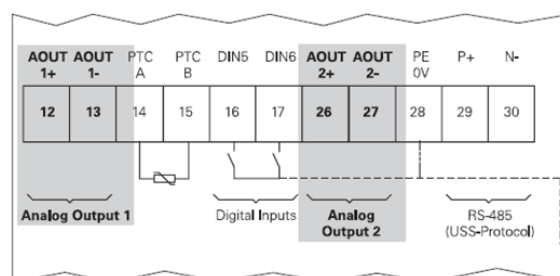 AOUT AOUT PTC PTC DIN5 DIN6 AOUT AOUT PE P+ N-
1+ 1- A B 2+ 2- 0V
12 13 14 15 16 17 26 27 28 29 30
Analog Output 1 Digital Inputs Analog RS-485
Output 2 (USS-Protocol)